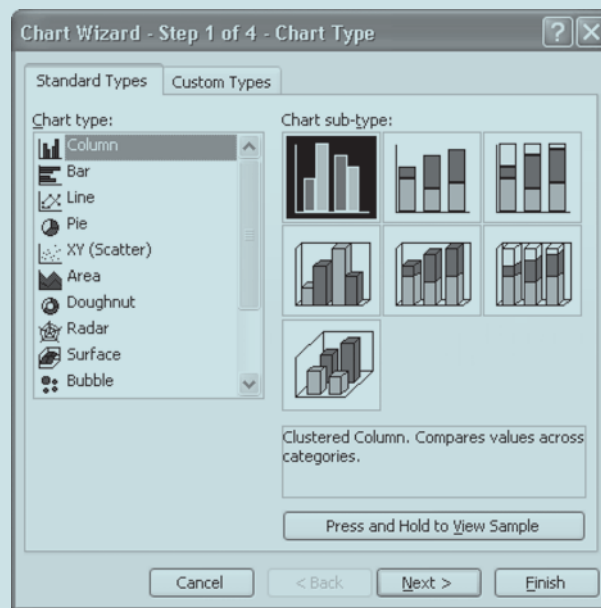 Chart Wizard - Step 1 of 4 - Chart Type
Standard Types
Custom Types
Chart type:
Column
Bar
Line
Pie
XY (Scatter)
Area
Doughnut
Radar
Surface
Bubble
Chart sub-type:
Clustered Column. Compares values across
categories.
Press and Hold to View Sample
Cancel
< Back
Next >
Finish